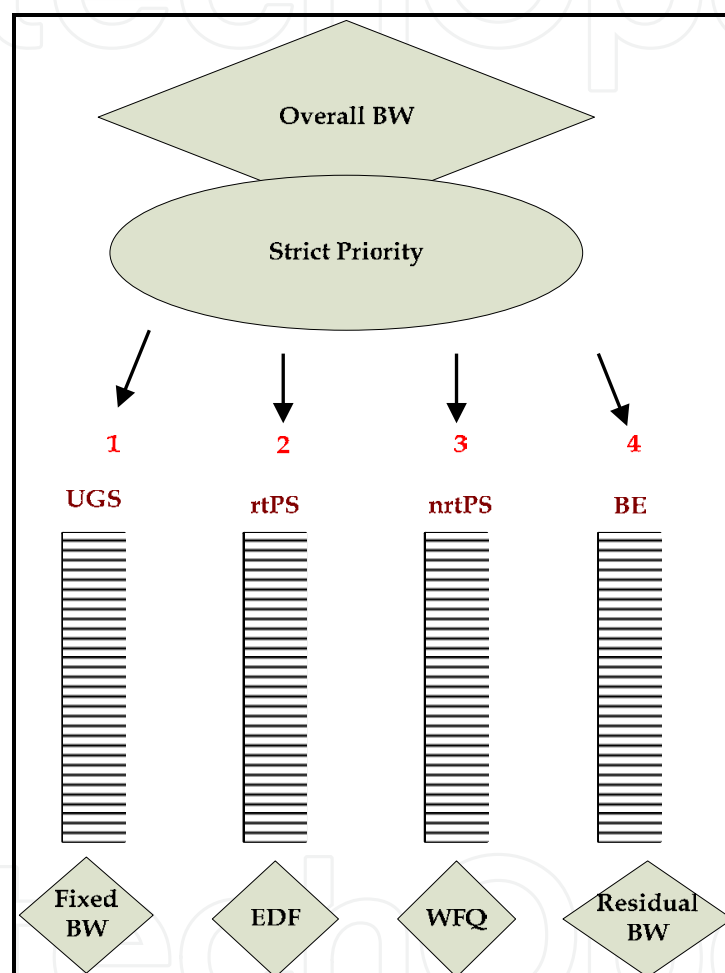 Overall BW
Strict Priority
1 2 3 4
UGS rtPS nrtPS BE
Fixed BW
EDF
WFQ
Residual BW